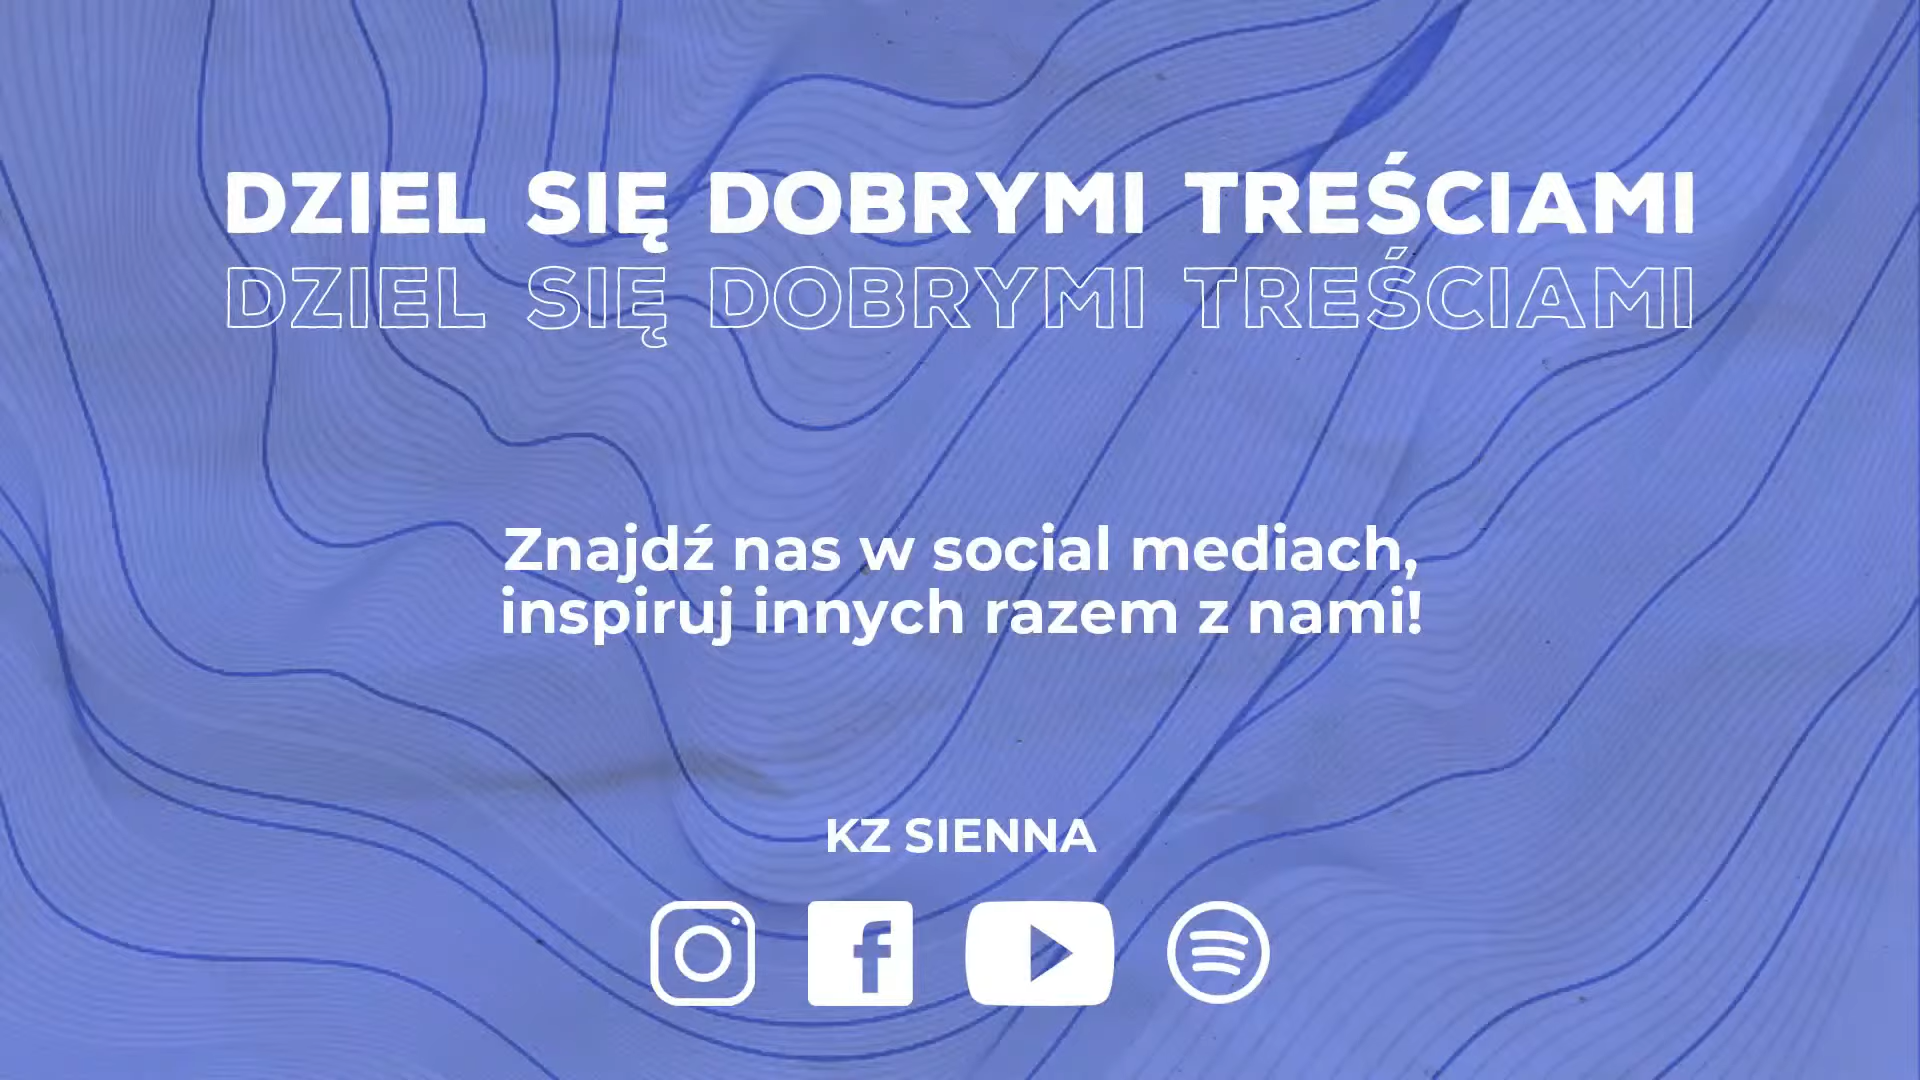 DZIEL SIĘ DOBRYMI TREŚCIAMI
DZIEL SIĘ DOBRYMI TREŚCIAMI
Znajdź nas w social mediach,
inspiruj innych razem z nami!
KZ SIENNA